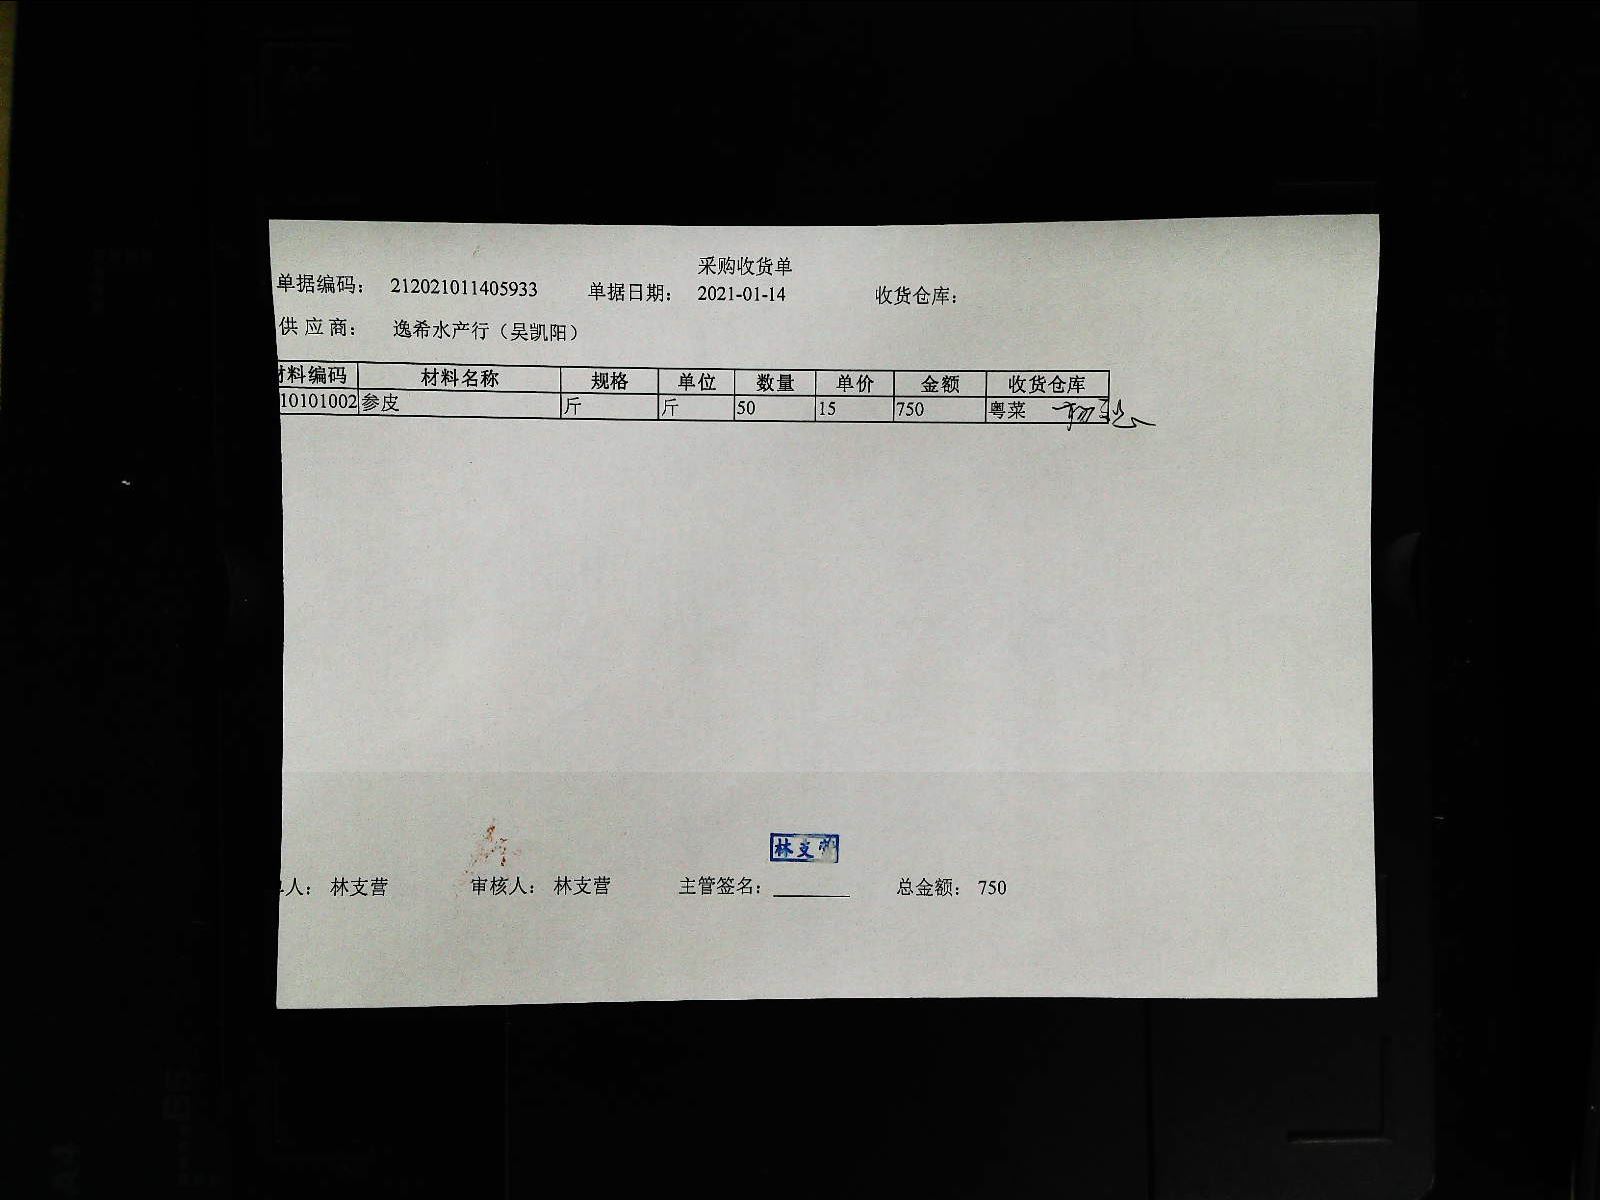 采购收货单
单据编码： 212021011405933 单据日期： 2021-01-14 收货仓库：
供 应 商： 逸希水产行（吴凯阳）
材料编码 材料名称 规格 单位 数量 单价 金额 收货仓库
10101002 参皮 斤 斤 50 15 750 粤菜
林支营
人： 林支营 审核人： 林支营 主管签名： 总金额： 750